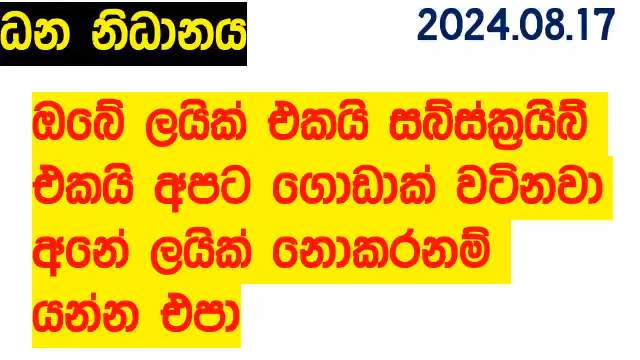 ධන නිධානය
2024.08.17
ඔබේ ලයික් එකයි සබ්ස්ක්‍රයිබ්
එකයි අපට ගොඩාක් වටිනවා
අනේ ලයික් නොකරනම්
යන්න එපා